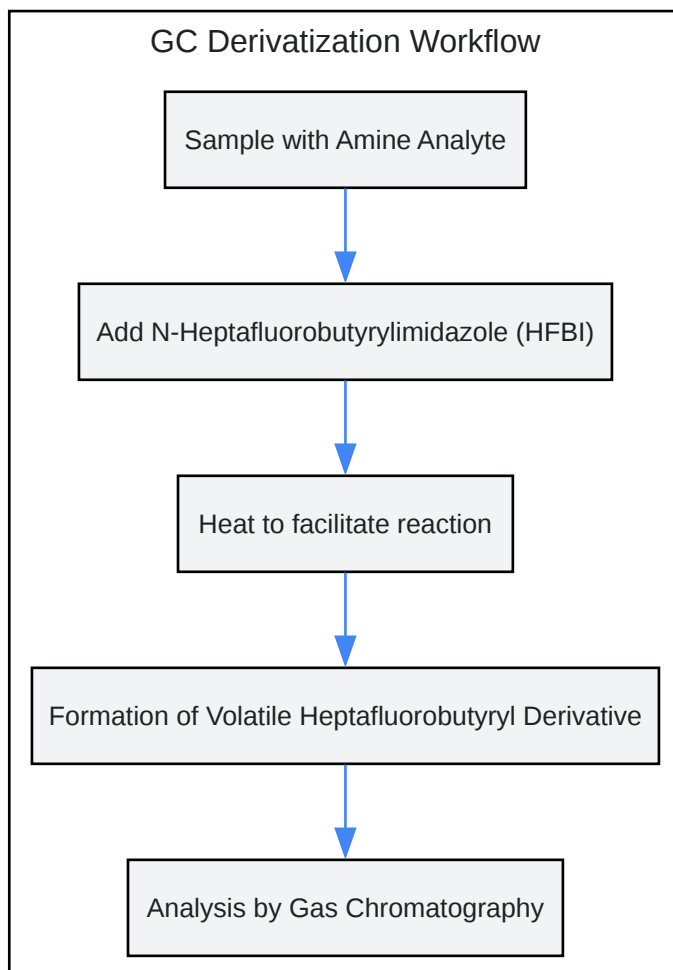 GC Derivatization Workflow
Sample with Amine Analyte
Add N-Heptafluorobutyrylimidazole (HFBI)
Heat to facilitate reaction
Formation of Volatile Heptafluorobutyryl Derivative
Analysis by Gas Chromatography